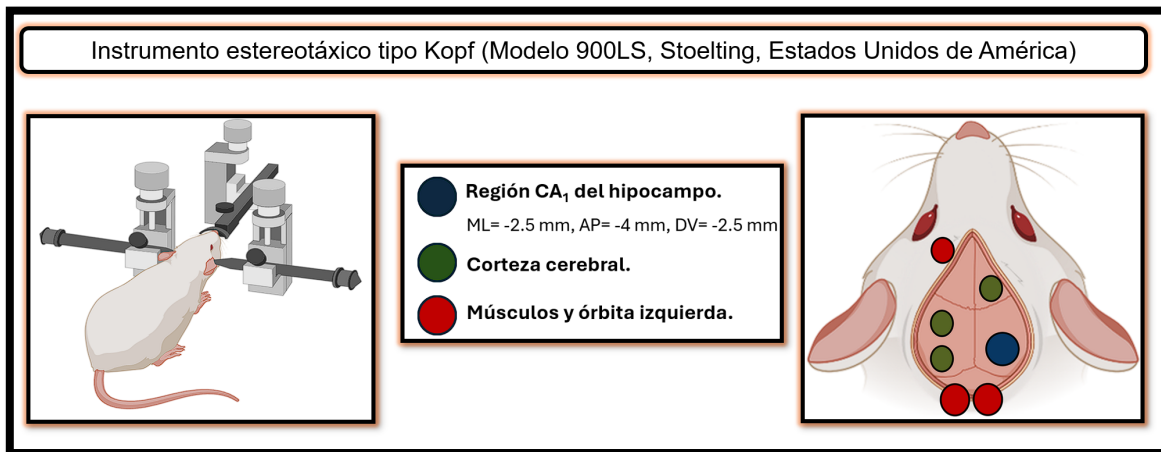 Instrumento estereotáxico tipo Kopf (Modelo 900LS, Stoelting, Estados Unidos de América)
Región CA₁ del hipocampo.
ML= -2.5 mm, AP= -4 mm, DV= -2.5 mm
Corteza cerebral.
Músculos y órbita izquierda.